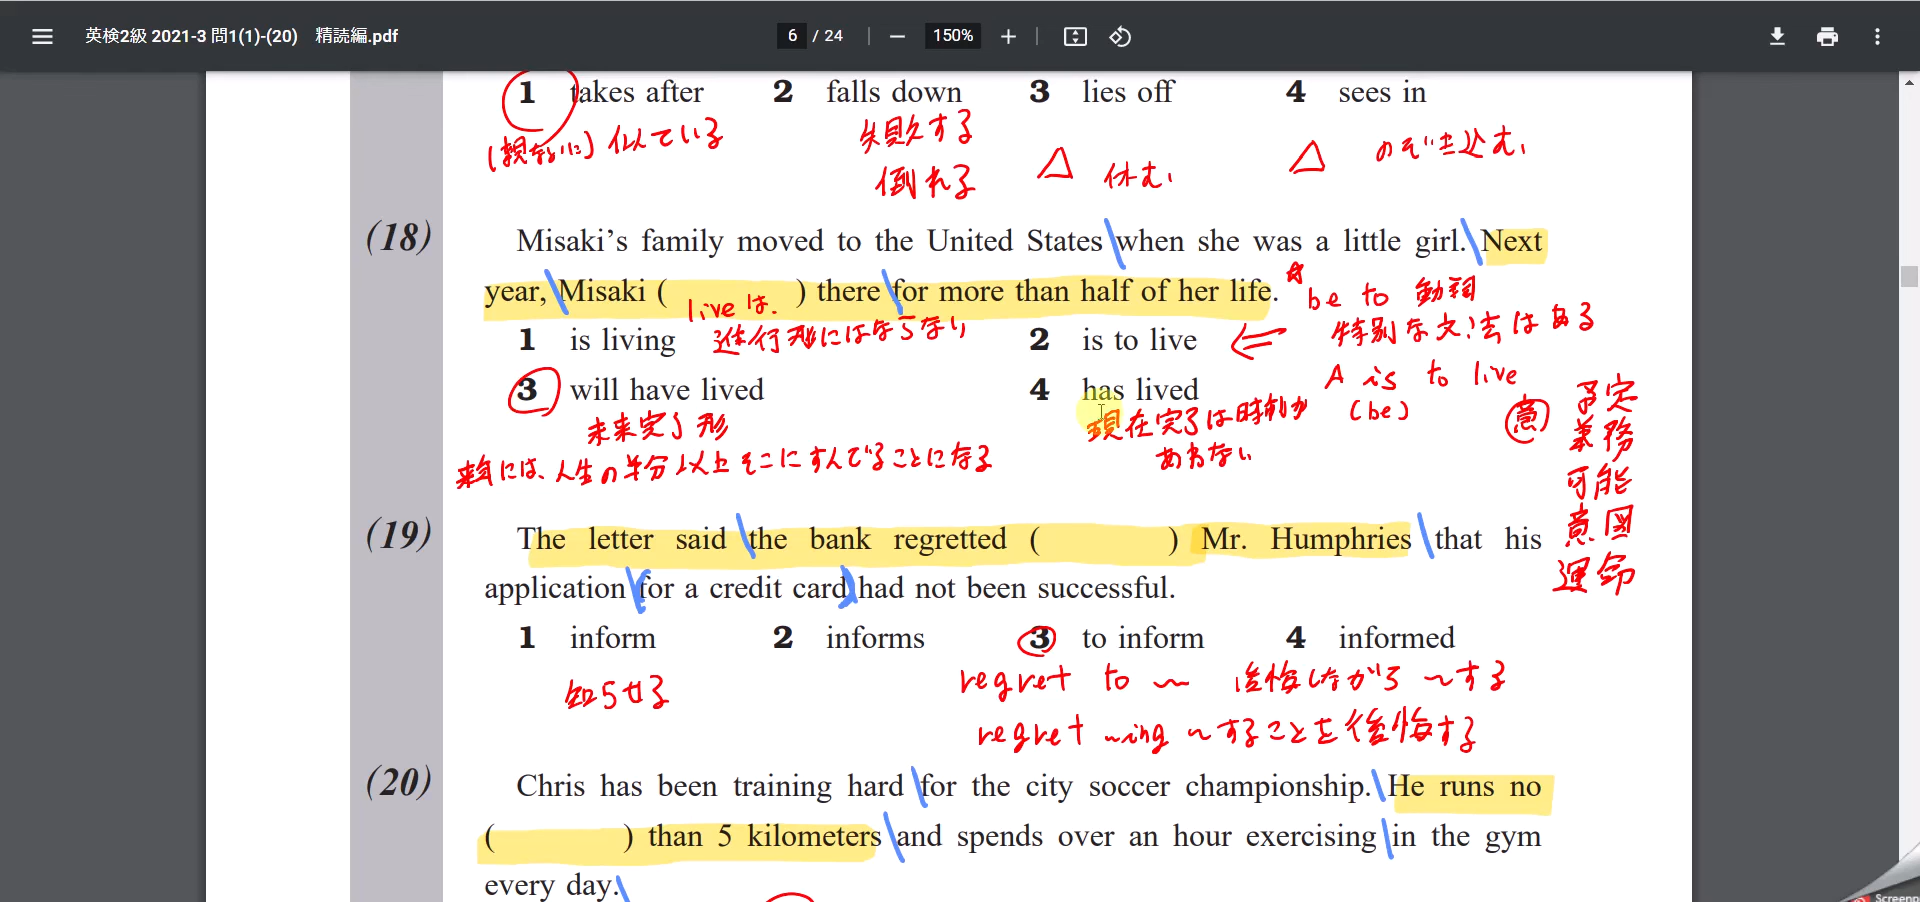 英検2級 2021-3 問1(1)-(20) 精読編.pdf
6 / 24
150%
1 takes after 2 falls down 3 lies off 4 sees in
(親などに) 似ている
失敗する
倒れる
△ 休む、
△ のぞき込む、
(18) Misaki's family moved to the United States when she was a little girl. Next
year, Misaki ( ) there for more than half of her life.
live は、
進行形にはならない
be to 動詞
特別な文法はある
1 is living 2 is to live
A is to live
(be)
3 will have lived 4 has lived
未来完了形
来年には、人生の半分以上そこにすんでることになる
現在完了は時制が
あわない
意
予定
義務
可能
意図
運命
(19) The letter said the bank regretted ( ) Mr. Humphries that his
application for a credit card had not been successful.
1 inform 2 informs 3 to inform 4 informed
知らせる
regret to ～ 後悔しながら ～する
regret ～ing ～することを後悔する
(20) Chris has been training hard for the city soccer championship. He runs no
( ) than 5 kilometers and spends over an hour exercising in the gym
every day.